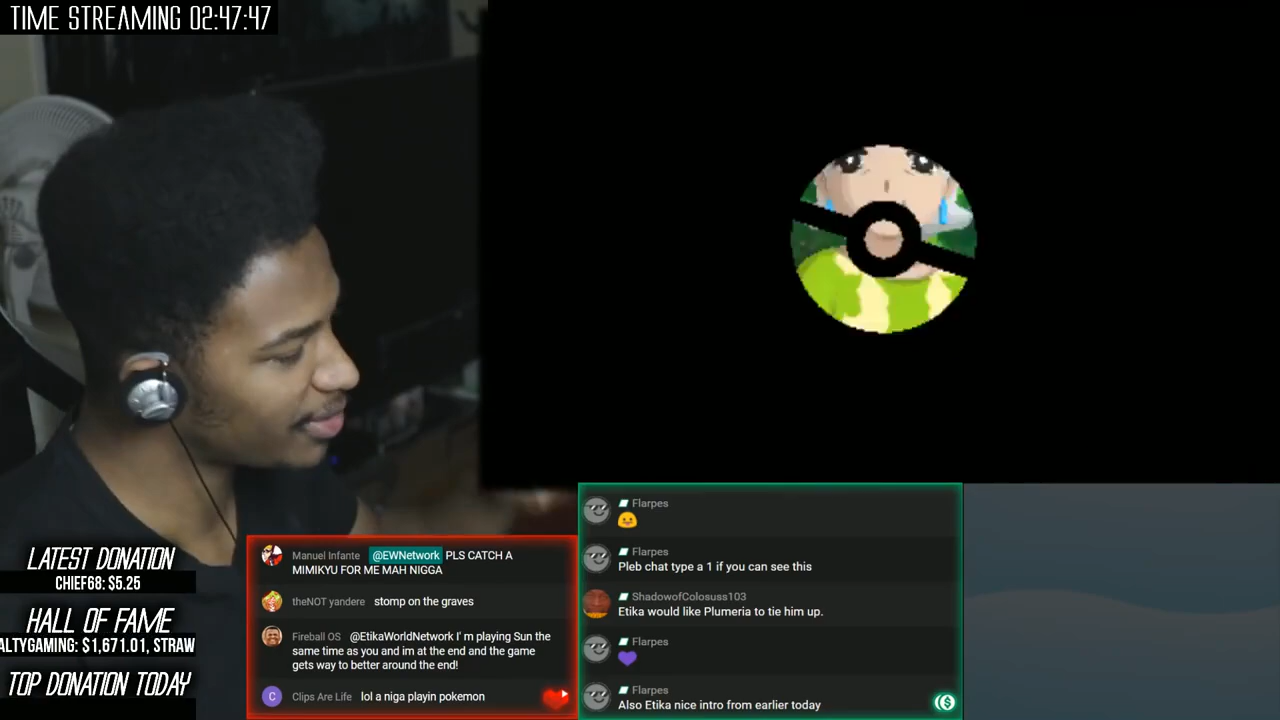 TIME STREAMING 02:47:47
LATEST DONATION
CHIEF68: $5.25
HALL OF FAME
ALTYGAMING: $1,671.01, STRAW
TOP DONATION TODAY
Manuel Infante @EWNetwork PLS CATCH A
MIMIKYU FOR ME MAH NIGGA
theNOT yandere stomp on the graves
Fireball OS @EtikaWorldNetwork I' m playing Sun the
same time as you and im at the end and the game
gets way to better around the end!
C Clips Are Life lol a niga playin pokemon
Flarpes
Flarpes
Pleb chat type a 1 if you can see this
ShadowofColosuss103
Etika would like Plumeria to tie him up.
Flarpes
Flarpes
Also Etika nice intro from earlier today